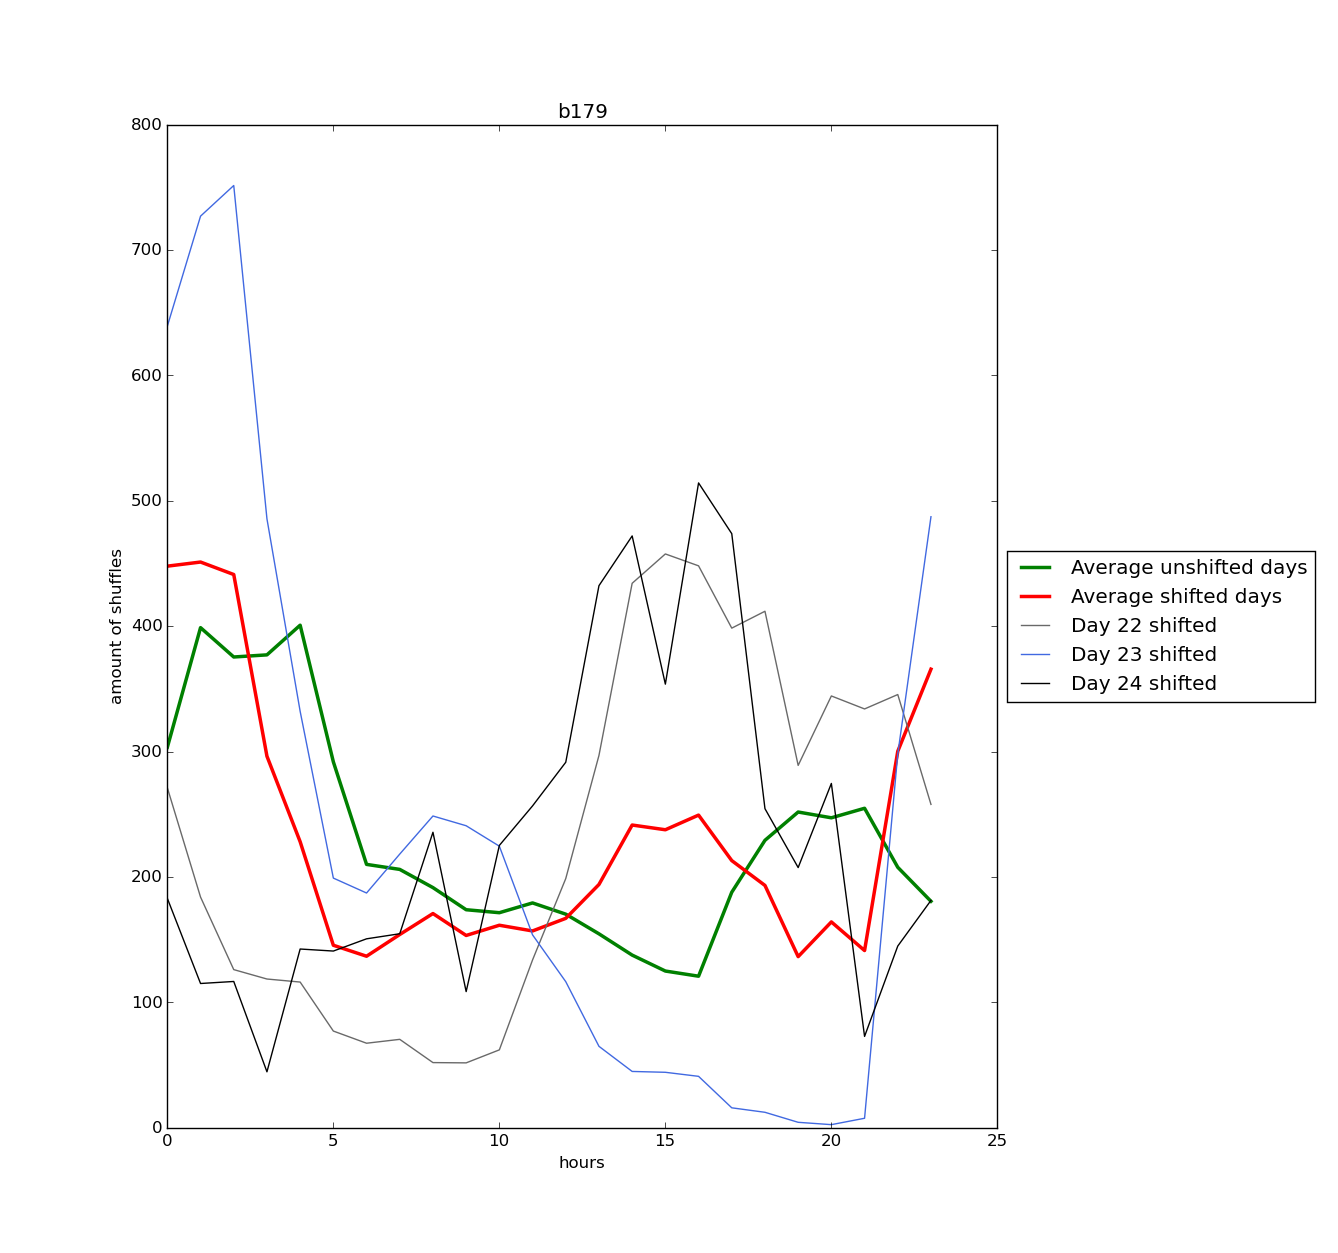 b179
800
700
600
500
400
300
200
100
0
amount of shuffles
0 5 10 15 20 25
hours
Average unshifted days
Average shifted days
Day 22 shifted
Day 23 shifted
Day 24 shifted